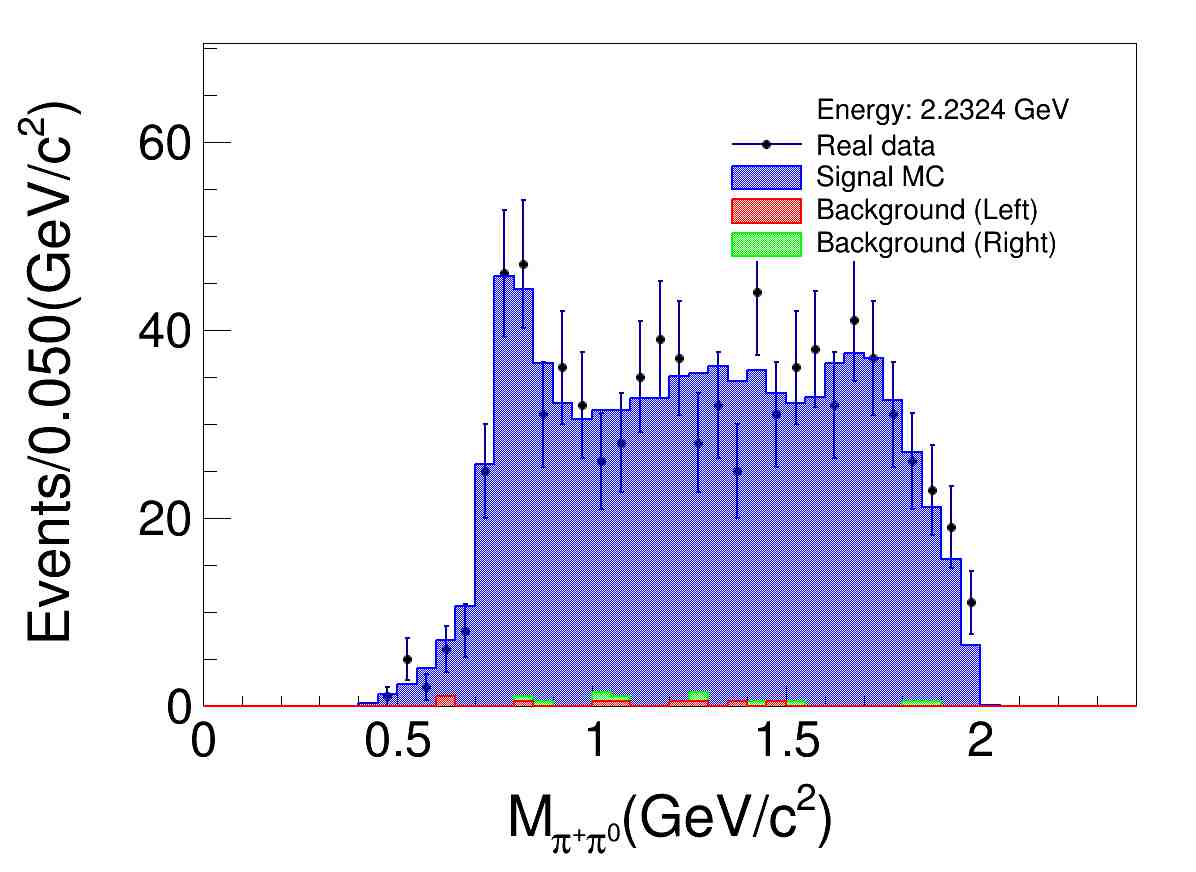 Energy: 2.2324 GeV
Real data
Signal MC
Background (Left)
Background (Right)
Events/0.050(GeV/c²)
60
40
20
0
0 0.5 1 1.5 2
Mπ⁺π⁰(GeV/c²)